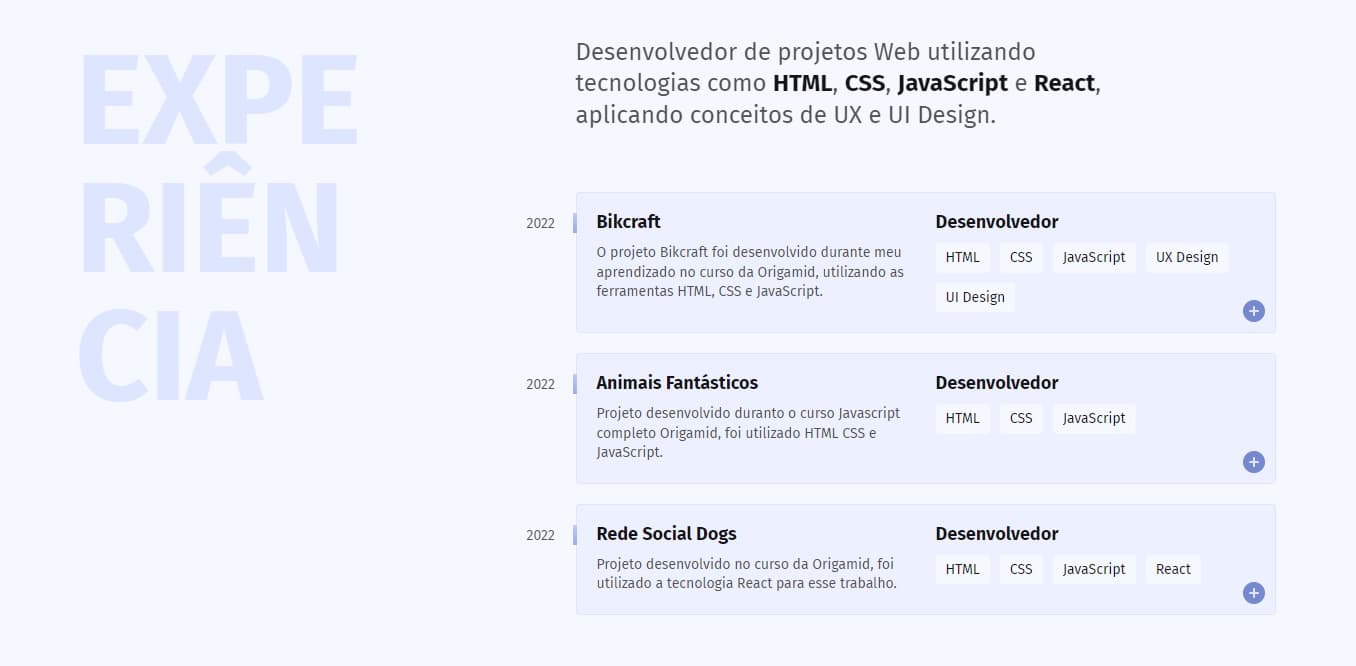 EXPE
RIÊN
CIA
Desenvolvedor de projetos Web utilizando
tecnologias como HTML, CSS, JavaScript e React,
aplicando conceitos de UX e UI Design.
2022
Bikcraft
O projeto Bikcraft foi desenvolvido durante meu
aprendizado no curso da Origamid, utilizando as
ferramentas HTML, CSS e JavaScript.
Desenvolvedor
HTML CSS JavaScript UX Design
UI Design
+
2022
Animais Fantásticos
Projeto desenvolvido duranto o curso Javascript
completo Origamid, foi utilizado HTML CSS e
JavaScript.
Desenvolvedor
HTML CSS JavaScript
+
2022
Rede Social Dogs
Projeto desenvolvido no curso da Origamid, foi
utilizado a tecnologia React para esse trabalho.
Desenvolvedor
HTML CSS JavaScript React
+